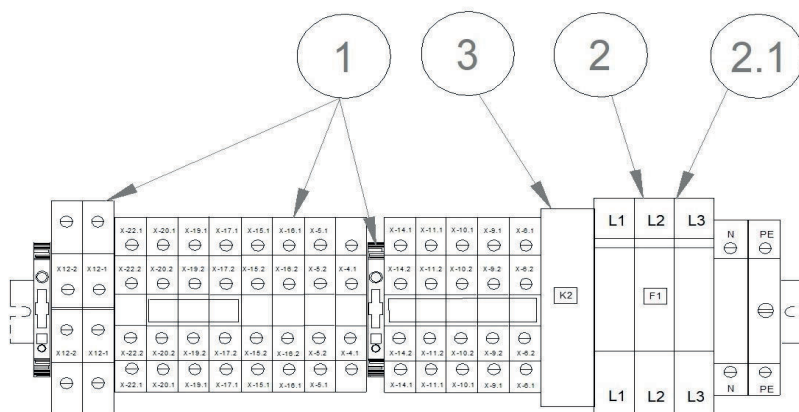 1 3 2 2.1
L1 L2 L3
X-22.1 X-20.1 X-19.1 X-17.1 X-15.1 X-16.1 X-5.1 X-14.1 X-11.1 X-10.1 X-9.1 X-6.1 N PE
X12-2 X12-1 X-22.2 X-20.2 X-19.2 X-17.2 X-15.2 X-16.2 X-5.2 X-4.1 X-14.2 X-11.2 X-10.2 X-9.2 X-6.2
K2 F1
X12-2 X12-1 X-22.2 X-20.2 X-19.2 X-17.2 X-15.2 X-16.2 X-5.2 X-4.1 X-14.2 X-11.2 X-10.2 X-9.2 X-6.2
X-22.1 X-20.1 X-19.1 X-17.1 X-15.1 X-16.1 X-5.1 X-14.1 X-11.1 X-10.1 X-9.1 X-6.1 N PE
L1 L2 L3